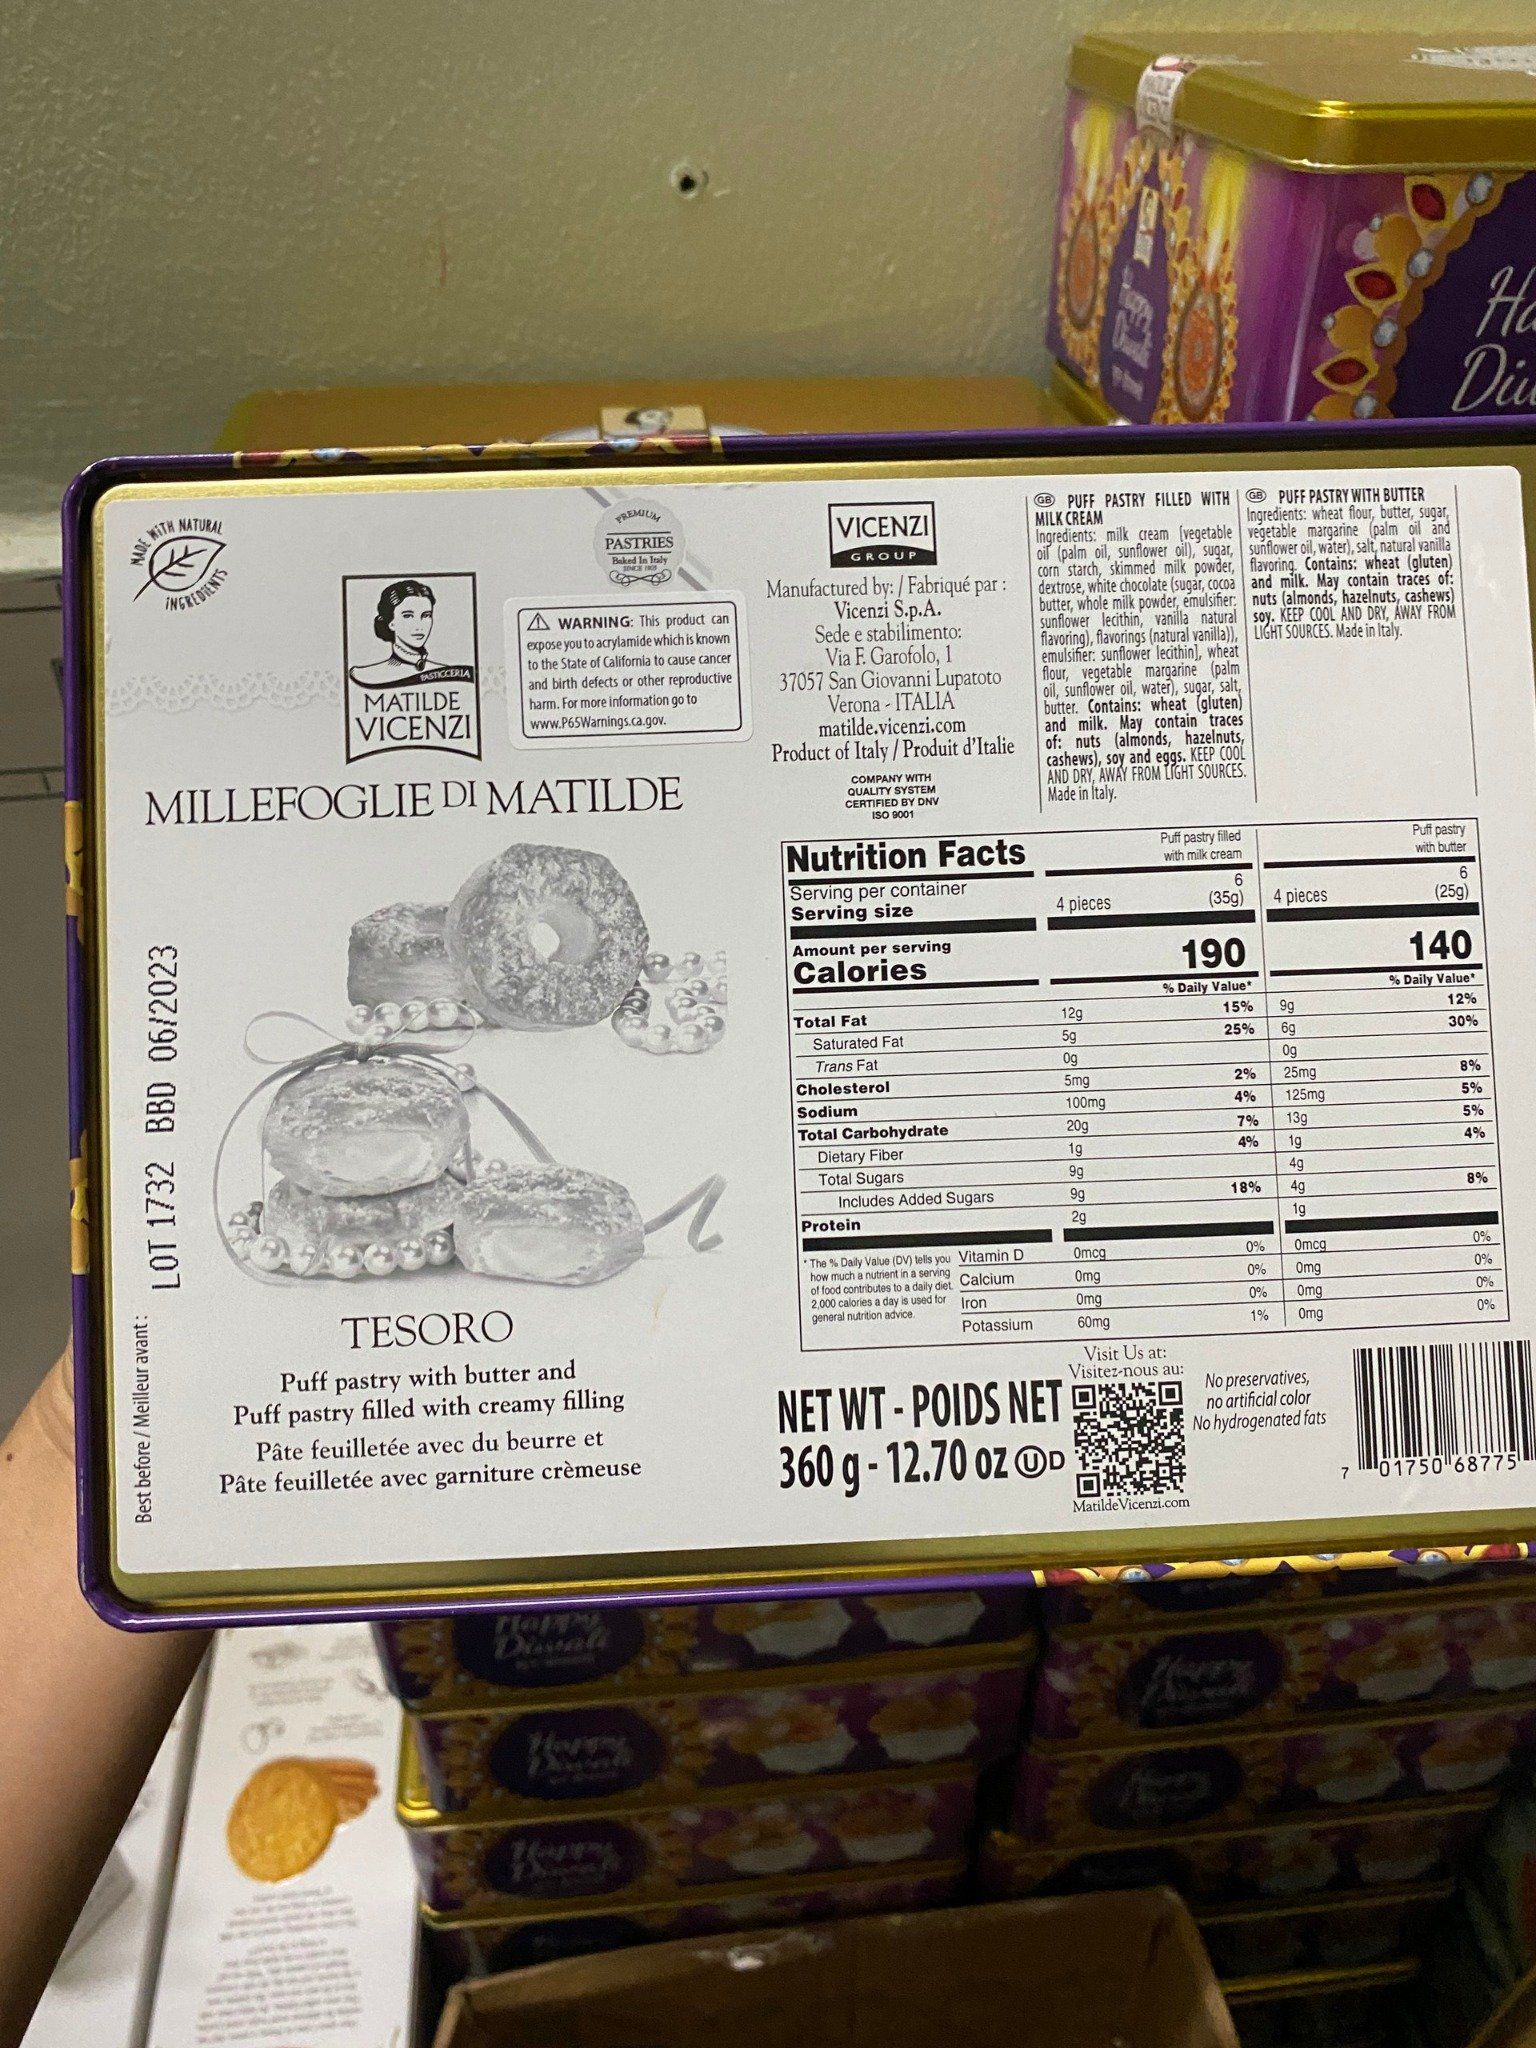 Ha
Diw
MADE WITH NATURAL
INGREDIENTS
PREMIUM
PASTRIES
Baked In Italy
SINCE 1905
PASTICCERIA
MATILDE
VICENZI
WARNING: This product can
expose you to acrylamide which is known
to the State of California to cause cancer
and birth defects or other reproductive
harm. For more information go to
www.P65Warnings.ca.gov.
MILLEFOGLIE DI MATILDE
LOT 1732 BBD 06/2023
Best before / Meilleur avant :
TESORO
Puff pastry with butter and
Puff pastry filled with creamy filling
Pâte feuilletée avec du beurre et
Pâte feuilletée avec garniture crèmeuse
VICENZI
GROUP
Manufactured by: / Fabriqué par :
Vicenzi S.p.A.
Sede e stabilimento:
Via F. Garofolo, 1
37057 San Giovanni Lupatoto
Verona - ITALIA
matilde.vicenzi.com
Product of Italy / Produit d'Italie
COMPANY WITH
QUALITY SYSTEM
CERTIFIED BY DNV
ISO 9001
GB PUFF PASTRY FILLED WITH
MILK CREAM
Ingredients: milk cream [vegetable
oil (palm oil, sunflower oil), sugar,
corn starch, skimmed milk powder,
dextrose, white chocolate (sugar, cocoa
butter, whole milk powder, emulsifier:
sunflower lecithin, vanilla natural
flavoring), flavorings (natural vanilla)),
emulsifier: sunflower lecithin], wheat
flour, vegetable margarine (palm
oil, sunflower oil, water), sugar, salt,
butter. Contains: wheat (gluten)
and milk. May contain traces
of: nuts (almonds, hazelnuts,
cashews), soy and eggs. KEEP COOL
AND DRY, AWAY FROM LIGHT SOURCES.
Made in Italy.
GB PUFF PASTRY WITH BUTTER
Ingredients: wheat flour, butter, sugar,
vegetable margarine (palm oil and
sunflower oil, water), salt, natural vanilla
flavoring. Contains: wheat (gluten)
and milk. May contain traces of:
nuts (almonds, hazelnuts, cashews)
soy. KEEP COOL AND DRY, AWAY FROM
LIGHT SOURCES. Made in Italy.
Nutrition Facts Puff pastry filled with milk cream Puff pastry with butter
Serving per container 6 6
Serving size 4 pieces (35g) 4 pieces (25g)
Amount per serving
Calories 190 140
% Daily Value* % Daily Value*
Total Fat 12g 15% 9g 12%
Saturated Fat 5g 25% 6g 30%
Trans Fat 0g 0g
Cholesterol 5mg 2% 25mg 8%
Sodium 100mg 4% 125mg 5%
Total Carbohydrate 20g 7% 13g 5%
Dietary Fiber 1g 4% 1g 4%
Total Sugars 9g 4g
Includes Added Sugars 9g 18% 4g 8%
Protein 2g 1g
Vitamin D 0mcg 0% 0mcg 0%
Calcium 0mg 0% 0mg 0%
Iron 0mg 0% 0mg 0%
Potassium 60mg 1% 0mg 0%
* The % Daily Value (DV) tells you
how much a nutrient in a serving
of food contributes to a daily diet.
2,000 calories a day is used for
general nutrition advice.
NET WT - POIDS NET
360 g - 12.70 oz U D
Visit Us at:
Visitez-nous au:
MatildeVicenzi.com
No preservatives,
no artificial color
No hydrogenated fats
7 01750 68775
Happy
Diwali